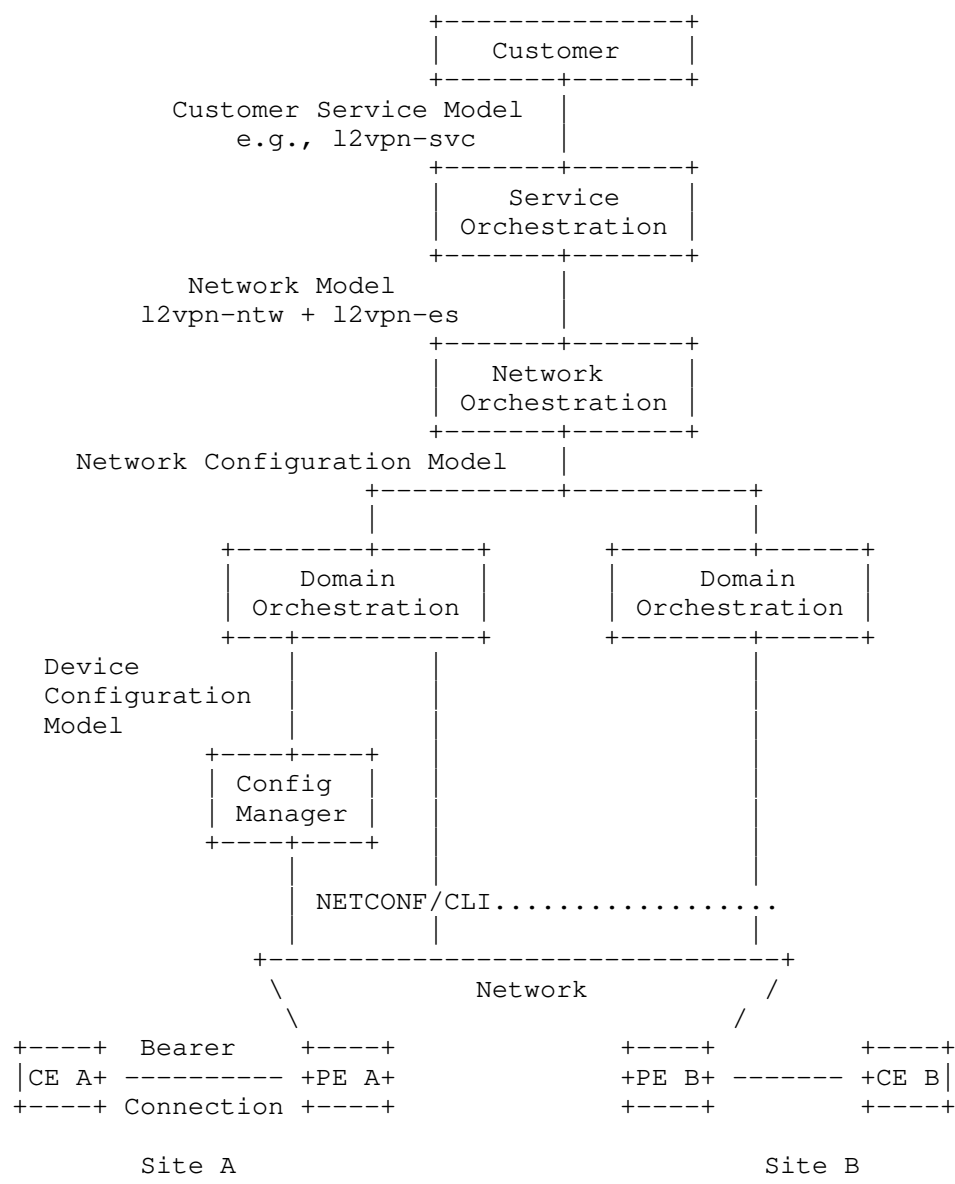 Customer
Customer Service Model
e.g., l2vpn-svc
Service
Orchestration
Network Model
l2vpn-ntw + l2vpn-es
Network
Orchestration
Network Configuration Model
Domain Domain
Orchestration Orchestration
Device
Configuration
Model
Config
Manager
NETCONF/CLI..................
Network
Bearer
CE A PE A PE B CE B
Connection
Site A Site B